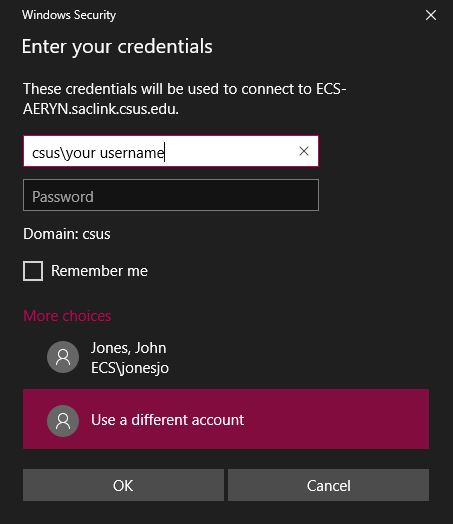 Windows Security
Enter your credentials
These credentials will be used to connect to ECS-
AERYN.saclink.csus.edu.
csus\your username
Password
Domain: csus
Remember me
More choices
Jones, John
ECS\jonesjo
Use a different account
OK
Cancel